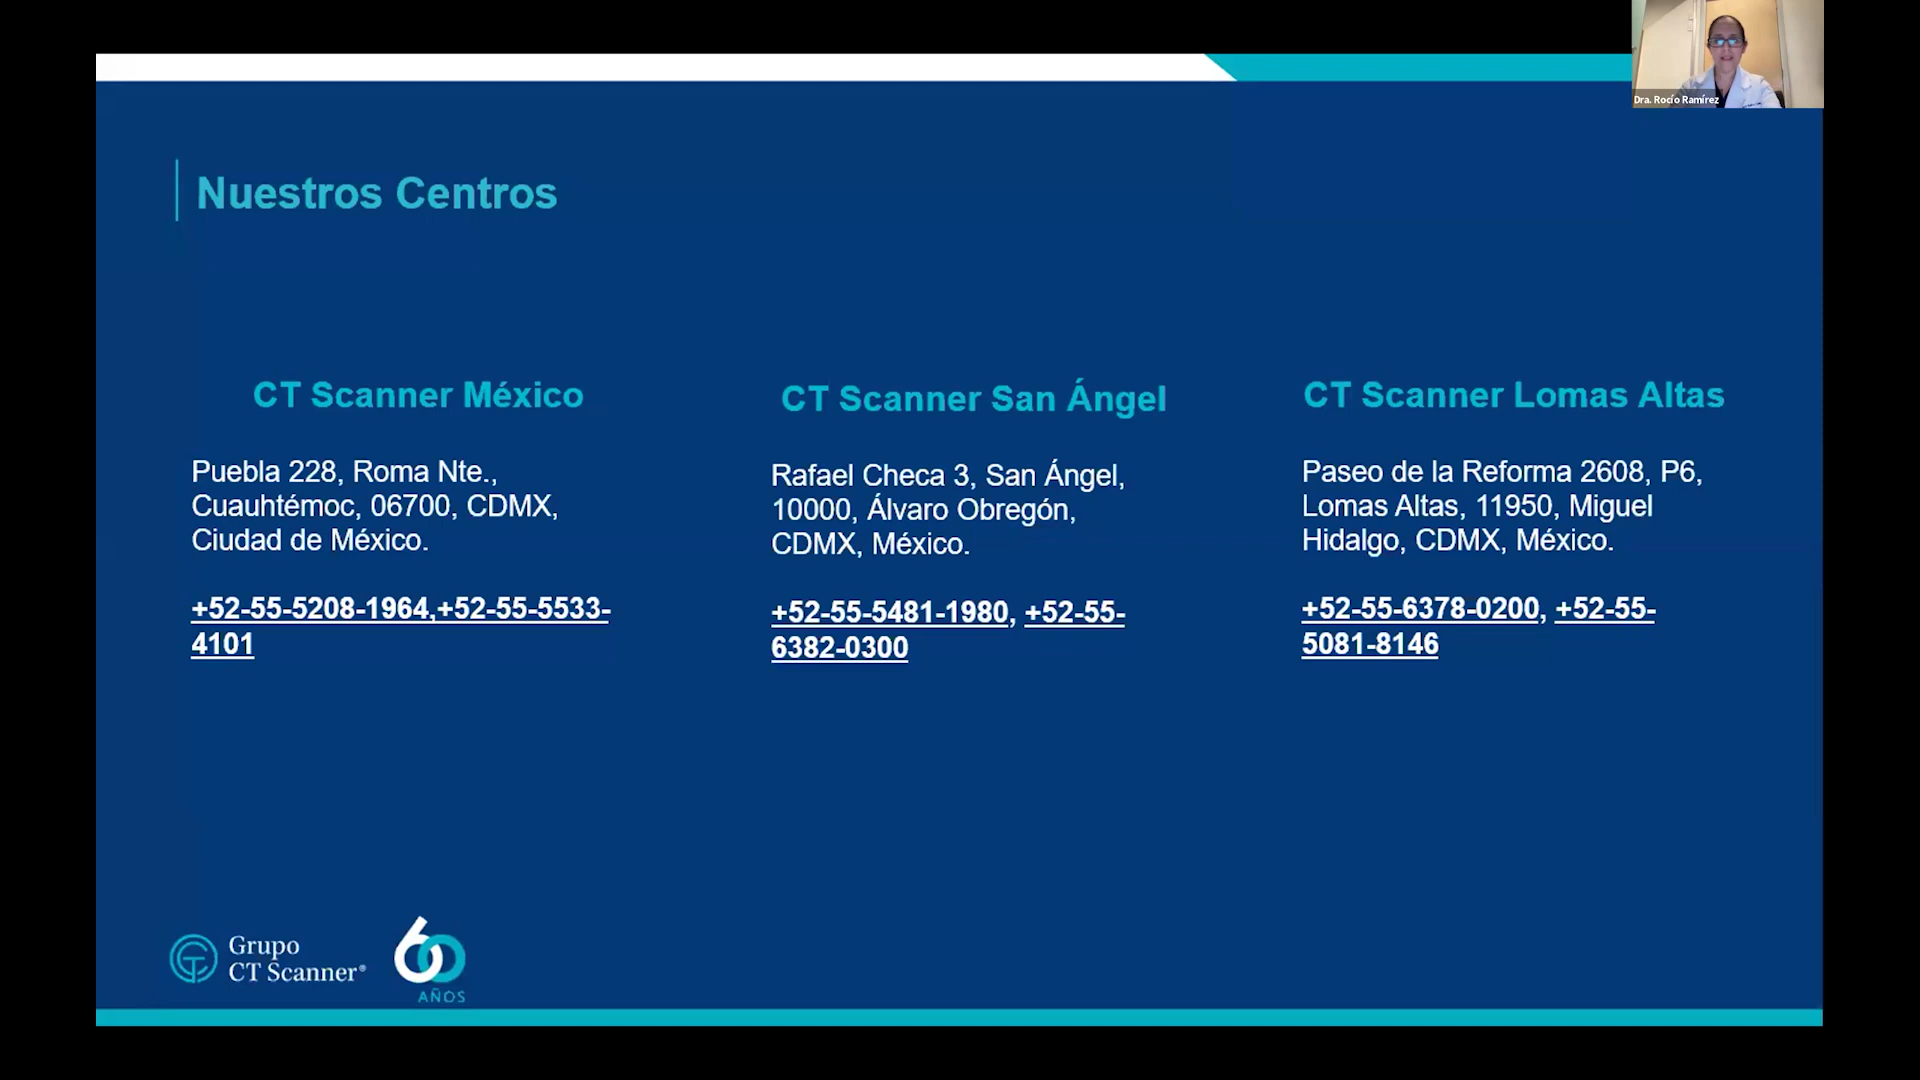 Dra. Rocío Ramírez
Nuestros Centros
CT Scanner México
Puebla 228, Roma Nte.,
Cuauhtémoc, 06700, CDMX,
Ciudad de México.
+52-55-5208-1964,+52-55-5533-
4101
CT Scanner San Ángel
Rafael Checa 3, San Ángel,
10000, Álvaro Obregón,
CDMX, México.
+52-55-5481-1980, +52-55-
6382-0300
CT Scanner Lomas Altas
Paseo de la Reforma 2608, P6,
Lomas Altas, 11950, Miguel
Hidalgo, CDMX, México.
+52-55-6378-0200, +52-55-
5081-8146
Grupo
CT Scanner®
60
AÑOS